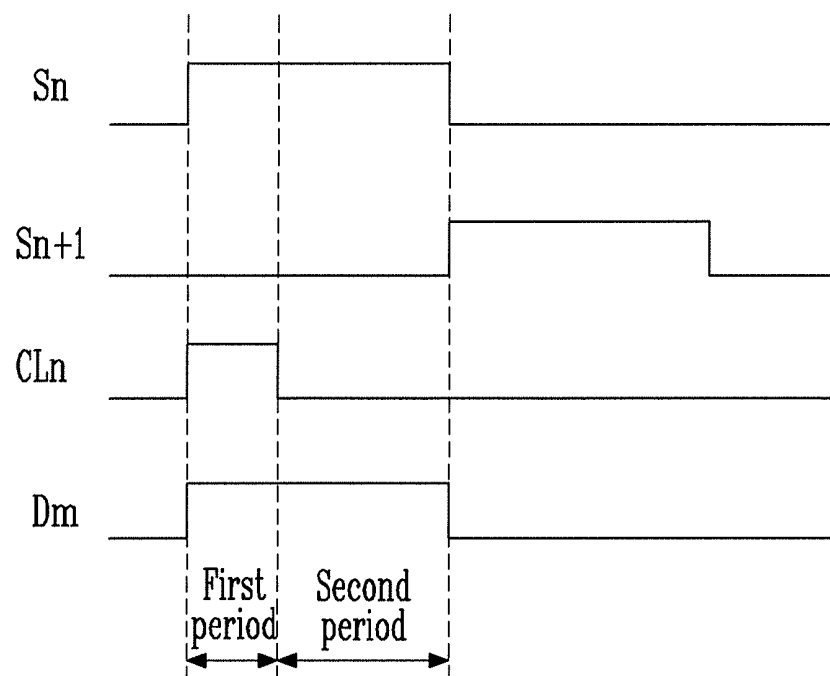 Sn
Sn+1
CLn
Dm
First
period
Second
period